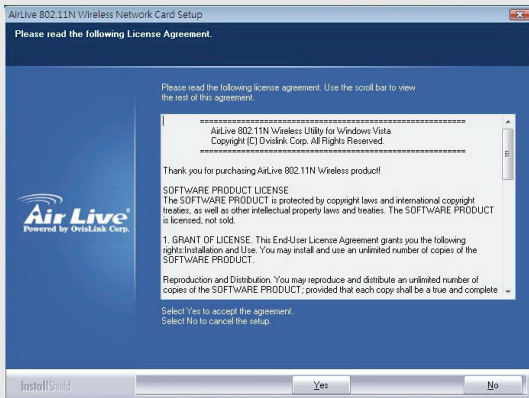 AirLive 802.11N Wireless Network Card Setup
Please read the following License Agreement.
Please read the following license agreement. Use the scroll bar to view
the rest of this agreement.
============================================================
AirLive 802.11N Wireless Utility for Windows Vista
Copyright (C) Ovislink Corp. All Rights Reserved.
============================================================
Thank you for purchasing AirLive 802.11N Wireless product!
SOFTWARE PRODUCT LICENSE
The SOFTWARE PRODUCT is protected by copyright laws and international copyright
treaties, as well as other intellectual property laws and treaties. The SOFTWARE PRODUCT
is licensed, not sold.
1. GRANT OF LICENSE. This End-User License Agreement grants you the following
rights:Installation and Use. You may install and use an unlimited number of copies of the
SOFTWARE PRODUCT.
Reproduction and Distribution. You may reproduce and distribute an unlimited number of
copies of the SOFTWARE PRODUCT; provided that each copy shall be a true and complete
Air Live®
Powered by OvisLink Corp.
Select Yes to accept the agreement.
Select No to cancel the setup.
InstallShield
Yes
No